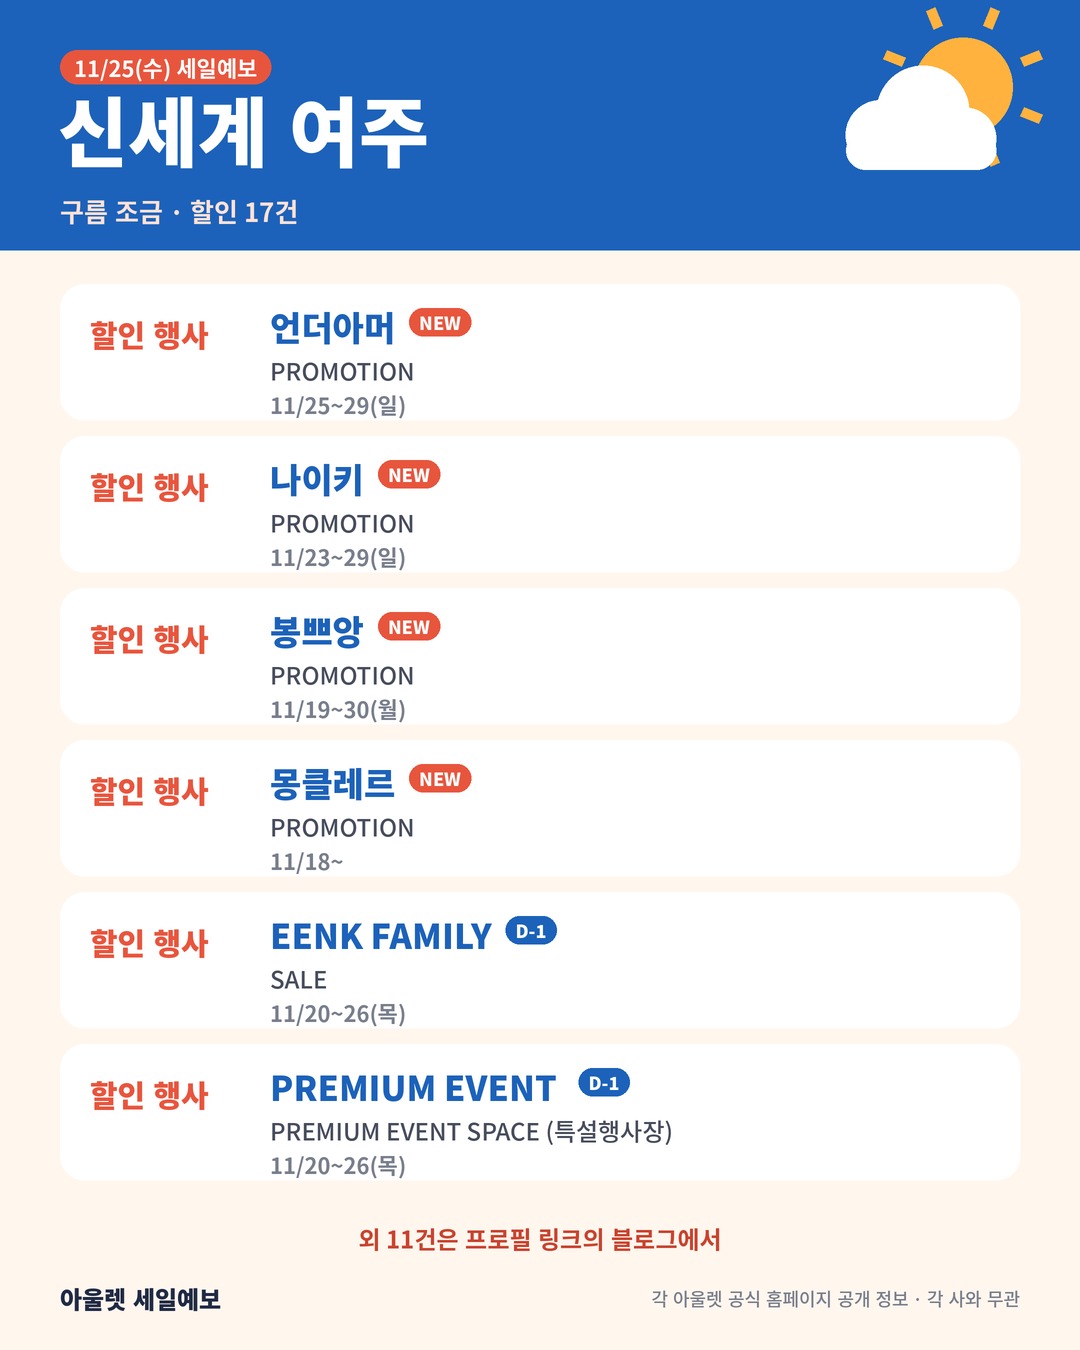 11/25(수) 세일예보
신세계 여주
구름 조금 · 할인 17건
할인 행사
언더아머 NEW
PROMOTION
11/25~29(일)
할인 행사
나이키 NEW
PROMOTION
11/23~29(일)
할인 행사
봉쁘앙 NEW
PROMOTION
11/19~30(월)
할인 행사
몽클레르 NEW
PROMOTION
11/18~
할인 행사
EENK FAMILY D-1
SALE
11/20~26(목)
할인 행사
PREMIUM EVENT D-1
PREMIUM EVENT SPACE (특설행사장)
11/20~26(목)
외 11건은 프로필 링크의 블로그에서
아울렛 세일예보
각 아울렛 공식 홈페이지 공개 정보 · 각 사와 무관